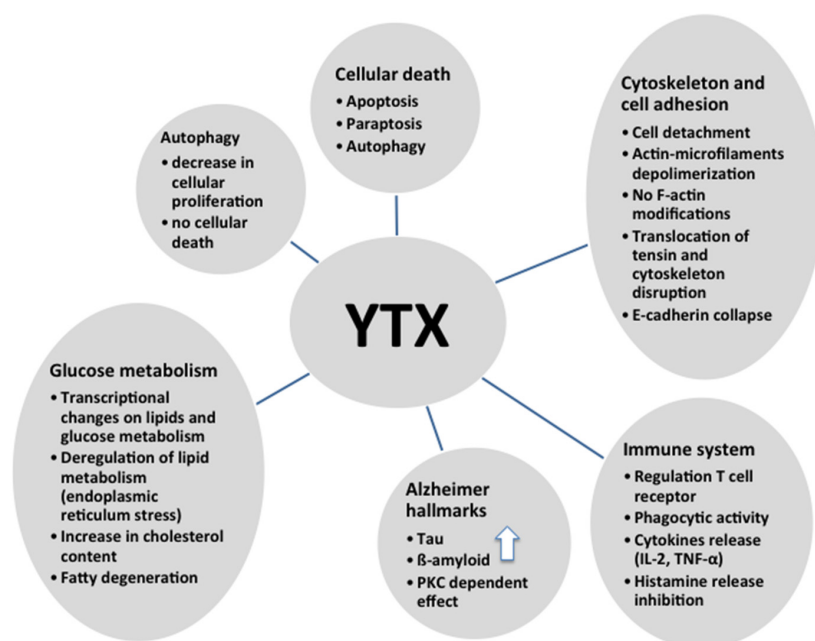 Cellular death
• Apoptosis
• Paraptosis
• Autophagy
Cytoskeleton and
cell adhesion
• Cell detachment
• Actin-microfilaments
depolimerization
• No F-actin
modifications
• Translocation of
tensin and
cytoskeleton
disruption
• E-cadherin collapse
Autophagy
• decrease in
cellular
proliferation
• no cellular
death
YTX
Glucose metabolism
• Transcriptional
changes on lipids and
glucose metabolism
• Deregulation of lipid
metabolism
(endoplasmic
reticulum stress)
• Increase in cholesterol
content
• Fatty degeneration
Alzheimer
hallmarks
• Tau
• ß-amyloid
• PKC dependent
effect
Immune system
• Regulation T cell
receptor
• Phagocytic activity
• Cytokines release
(IL-2, TNF-α)
• Histamine release
inhibition